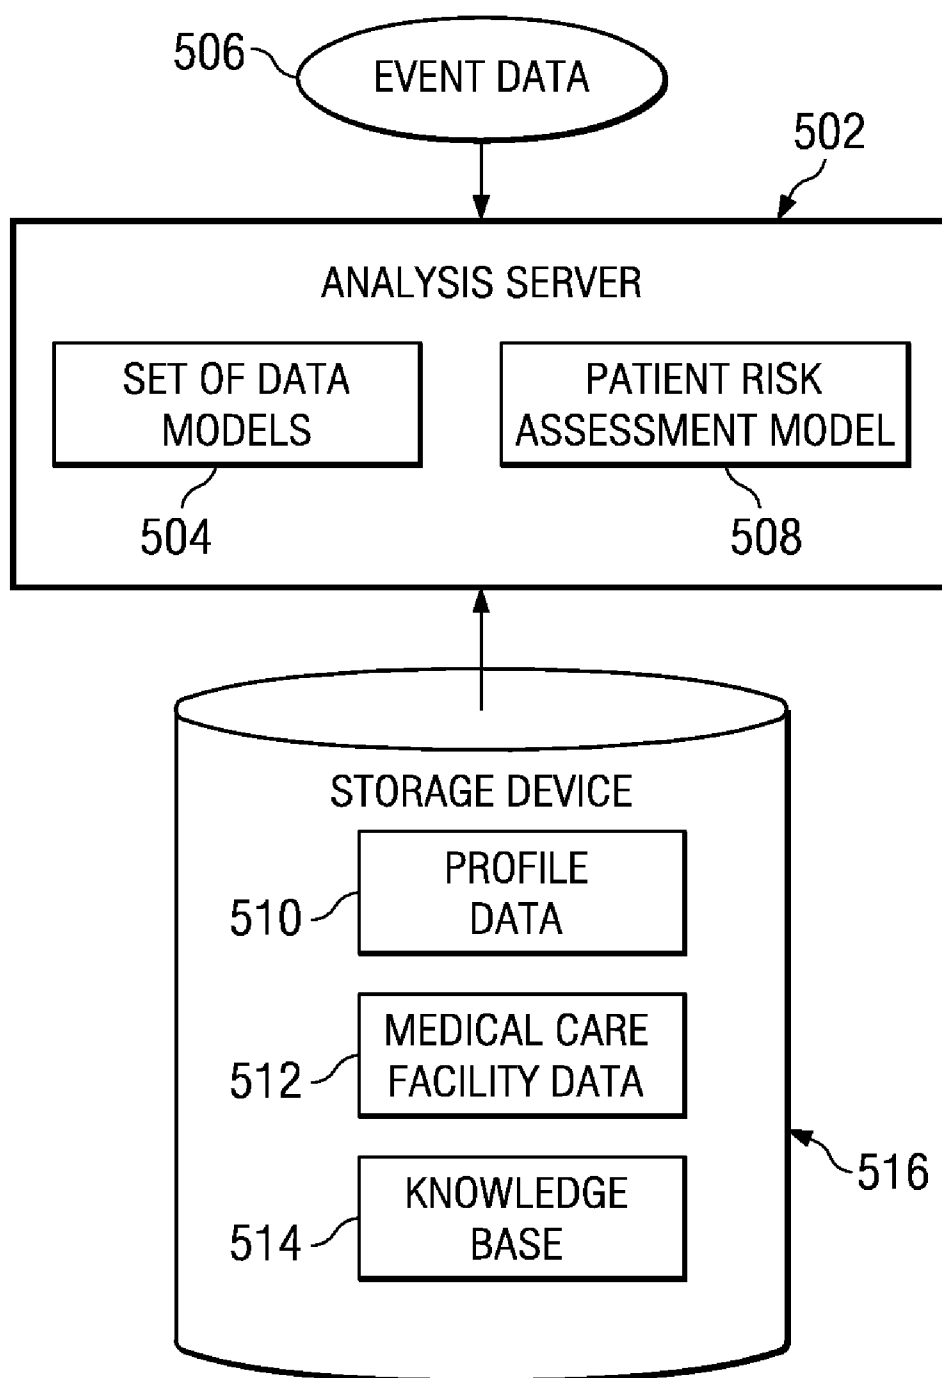 506
EVENT DATA
502
ANALYSIS SERVER
SET OF DATA
MODELS
PATIENT RISK
ASSESSMENT MODEL
504
508
STORAGE DEVICE
PROFILE
DATA
510
MEDICAL CARE
FACILITY DATA
512
516
KNOWLEDGE
BASE
514